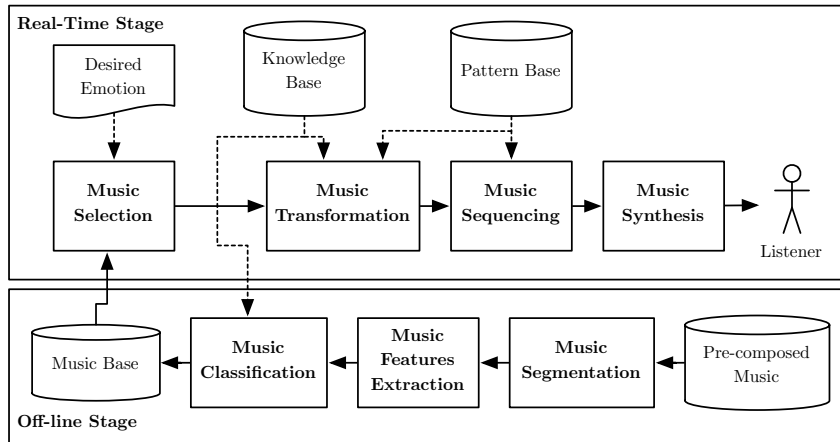 Real-Time Stage
Desired
Emotion
Knowledge
Base
Pattern Base
Music
Selection
Music
Transformation
Music
Sequencing
Music
Synthesis
Listener
Music Base
Music
Classification
Music
Features
Extraction
Music
Segmentation
Pre-composed
Music
Off-line Stage